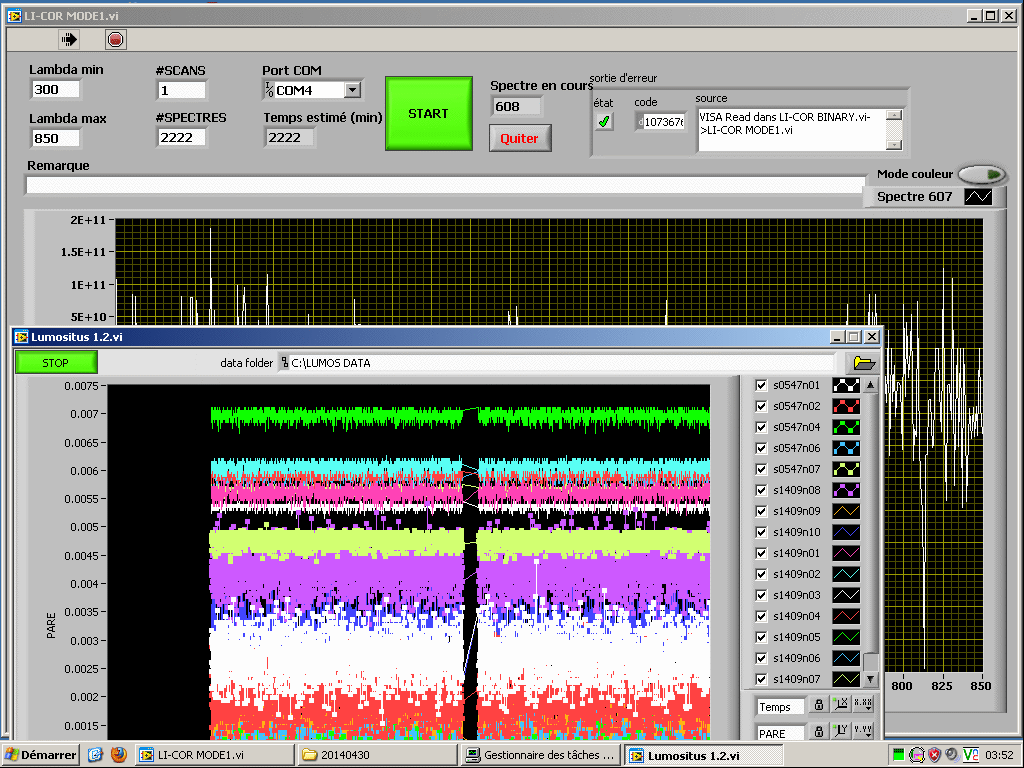 LI-COR MODE1.vi
Lambda min
#SCANS
Port COM
300
1
COM4
Lambda max
#SPECTRES
Temps estimé (min)
850
2222
2222
START
Spectre en cours
608
Quiter
sortie d'erreur
état
code
source
1073676
VISA Read dans LI-COR BINARY.vi-
>LI-COR MODE1.vi
Remarque
Mode couleur
Spectre 607
2E+11
1.5E+11
1E+11
5E+10
Lumositus 1.2.vi
STOP
data folder
C:\LUMOS DATA
0.0075
0.007
0.0065
0.006
0.0055
0.005
0.0045
0.004
0.0035
0.003
0.0025
0.002
0.0015
PARE
s0547n01
s0547n02
s0547n04
s0547n06
s0547n07
s1409n08
s1409n09
s1409n10
s1409n01
s1409n02
s1409n03
s1409n04
s1409n05
s1409n06
s1409n07
800 825 850
Temps
PARE
Démarrer
LI-COR MODE1.vi
20140430
Gestionnaire des tâches ...
Lumositus 1.2.vi
03:52